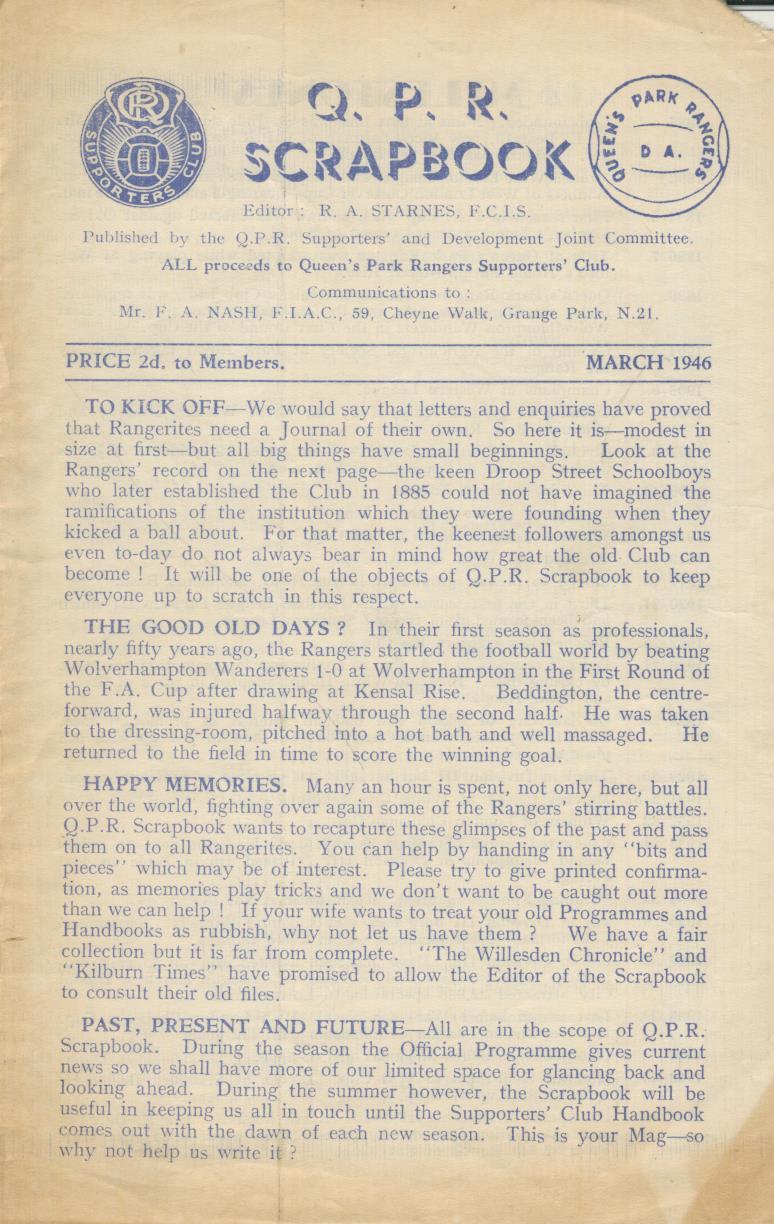 QPR
SUPPORTERS CLUB
Q. P. R.
SCRAPBOOK
QUEEN'S PARK RANGERS
D A.
Editor : R. A. STARNES, F.C.I.S.
Published by the Q.P.R. Supporters' and Development Joint Committee.
ALL proceeds to Queen's Park Rangers Supporters' Club.
Communications to :
Mr. F. A. NASH, F.I.A.C., 59, Cheyne Walk, Grange Park, N.21.
PRICE 2d. to Members. MARCH 1946
TO KICK OFF—We would say that letters and enquiries have proved
that Rangerites need a Journal of their own. So here it is—modest in
size at first—but all big things have small beginnings. Look at the
Rangers' record on the next page—the keen Droop Street Schoolboys
who later established the Club in 1885 could not have imagined the
ramifications of the institution which they were founding when they
kicked a ball about. For that matter, the keenest followers amongst us
even to-day do not always bear in mind how great the old Club can
become ! It will be one of the objects of Q.P.R. Scrapbook to keep
everyone up to scratch in this respect.
THE GOOD OLD DAYS ? In their first season as professionals,
nearly fifty years ago, the Rangers startled the football world by beating
Wolverhampton Wanderers 1-0 at Wolverhampton in the First Round of
the F.A. Cup after drawing at Kensal Rise. Beddington, the centre-
forward, was injured halfway through the second half. He was taken
to the dressing-room, pitched into a hot bath and well massaged. He
returned to the field in time to score the winning goal.
HAPPY MEMORIES. Many an hour is spent, not only here, but all
over the world, fighting over again some of the Rangers' stirring battles.
Q.P.R. Scrapbook wants to recapture these glimpses of the past and pass
them on to all Rangerites. You can help by handing in any "bits and
pieces" which may be of interest. Please try to give printed confirma-
tion, as memories play tricks and we don't want to be caught out more
than we can help ! If your wife wants to treat your old Programmes and
Handbooks as rubbish, why not let us have them ? We have a fair
collection but it is far from complete. "The Willesden Chronicle" and
"Kilburn Times" have promised to allow the Editor of the Scrapbook
to consult their old files.
PAST, PRESENT AND FUTURE—All are in the scope of Q.P.R.
Scrapbook. During the season the Official Programme gives current
news so we shall have more of our limited space for glancing back and
looking ahead. During the summer however, the Scrapbook will be
useful in keeping us all in touch until the Supporters' Club Handbook
comes out with the dawn of each new season. This is your Mag—so
why not help us write it ?